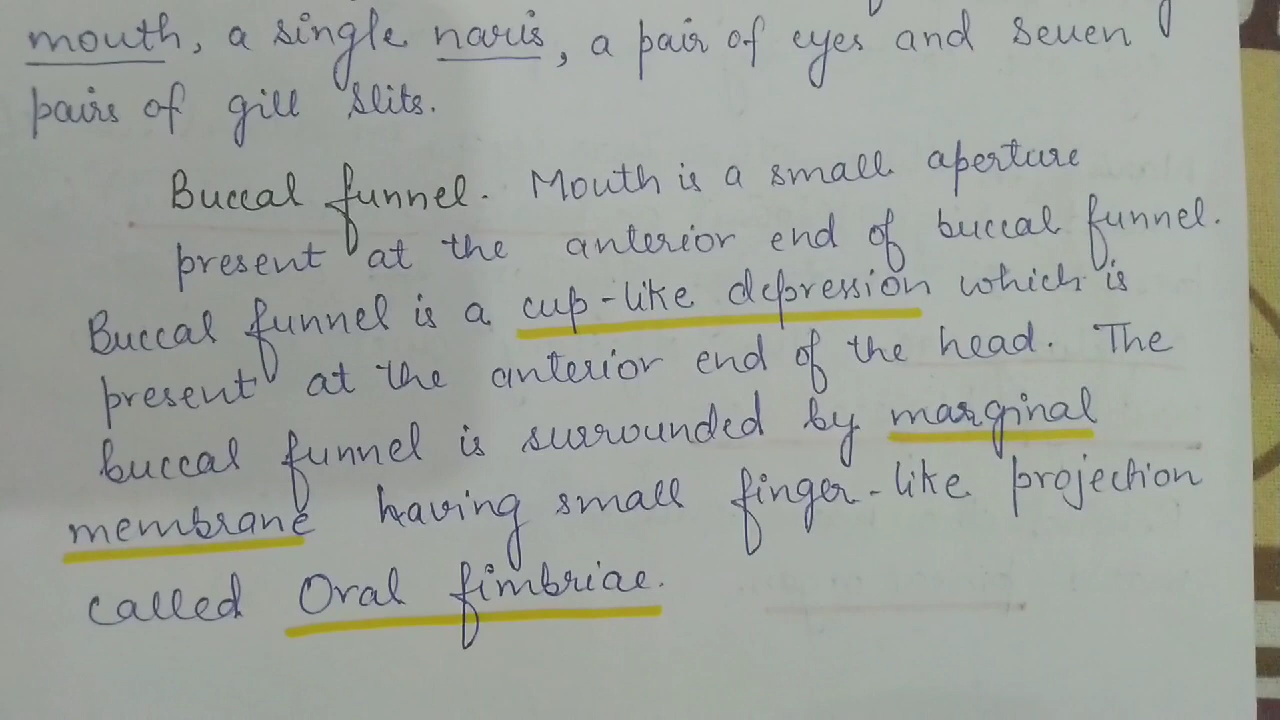 mouth, a single naris, a pair of eyes and seven
pairs of gill slits.
Buccal funnel. Mouth is a small aperture
present at the anterior end of buccal funnel.
Buccal funnel is a cup-like depression which is
present at the anterior end of the head. The
buccal funnel is surrounded by marginal
membrane having small finger-like projection
called Oral fimbriae.